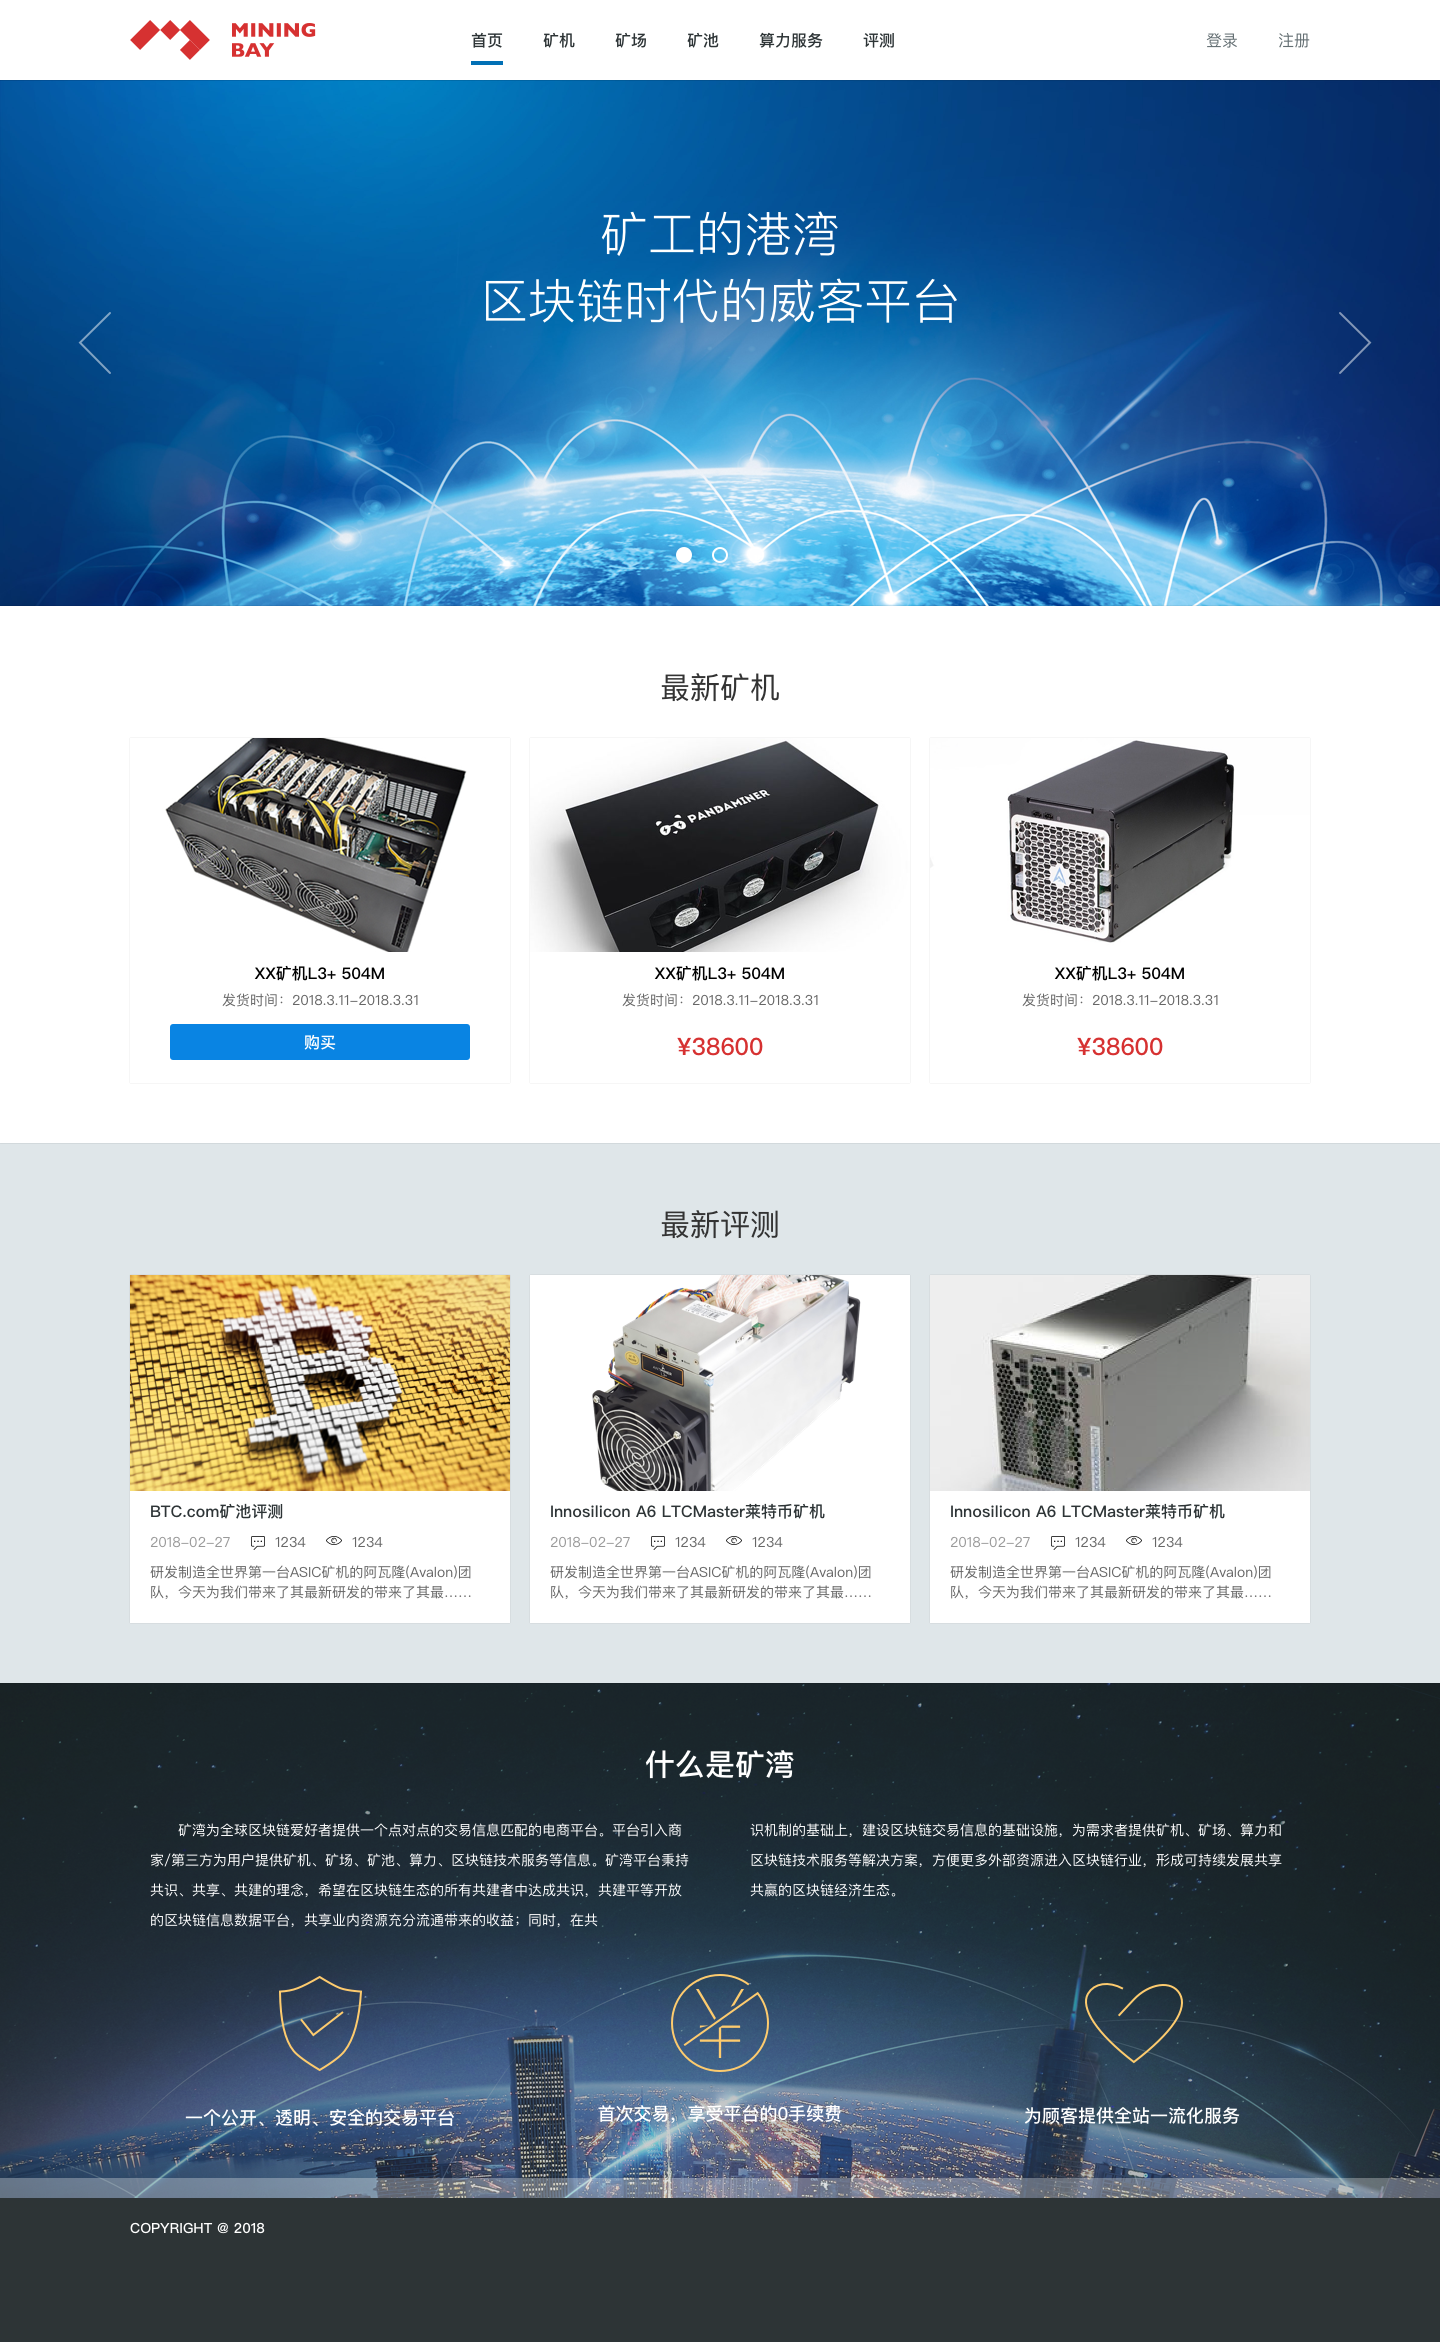 MINING
BAY
首页 矿机 矿场 矿池 算力服务 评测 登录 注册
矿工的港湾
区块链时代的威客平台
最新矿机
PANDAMINER
XX矿机L3+ 504M
发货时间：2018.3.11-2018.3.31
购买
XX矿机L3+ 504M
发货时间：2018.3.11-2018.3.31
¥38600
XX矿机L3+ 504M
发货时间：2018.3.11-2018.3.31
¥38600
最新评测
BTC.com矿池评测
2018-02-27 1234 1234
研发制造全世界第一台ASIC矿机的阿瓦隆(Avalon)团
队，今天为我们带来了其最新研发的带来了其最……
Innosilicon A6 LTCMaster莱特币矿机
2018-02-27 1234 1234
研发制造全世界第一台ASIC矿机的阿瓦隆(Avalon)团
队，今天为我们带来了其最新研发的带来了其最……
Innosilicon A6 LTCMaster莱特币矿机
2018-02-27 1234 1234
研发制造全世界第一台ASIC矿机的阿瓦隆(Avalon)团
队，今天为我们带来了其最新研发的带来了其最……
什么是矿湾
矿湾为全球区块链爱好者提供一个点对点的交易信息匹配的电商平台。平台引入商
家/第三方为用户提供矿机、矿场、矿池、算力、区块链技术服务等信息。矿湾平台秉持
共识、共享、共建的理念，希望在区块链生态的所有共建者中达成共识，共建平等开放
的区块链信息数据平台，共享业内资源充分流通带来的收益；同时，在共
识机制的基础上，建设区块链交易信息的基础设施，为需求者提供矿机、矿场、算力和
区块链技术服务等解决方案，方便更多外部资源进入区块链行业，形成可持续发展共享
共赢的区块链经济生态。
一个公开、透明、安全的交易平台
首次交易，享受平台的0手续费
为顾客提供全站一流化服务
COPYRIGHT @ 2018